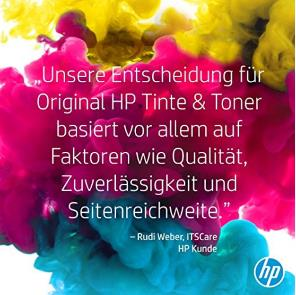 „Unsere Entscheidung für
Original HP Tinte & Toner
basiert vor allem auf
Faktoren wie Qualität,
Zuverlässigkeit und
Seitenreichweite.”
– Rudi Weber, ITSCare
HP Kunde
hp